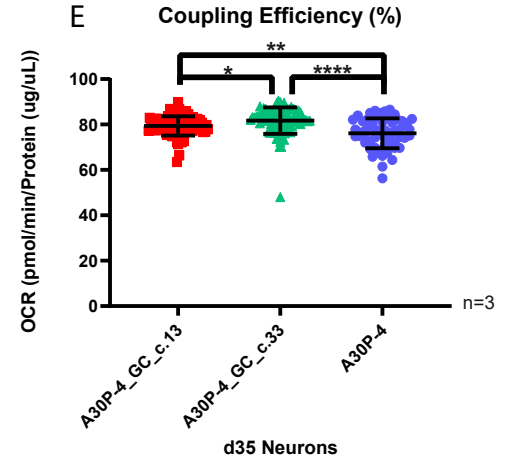 E
Coupling Efficiency (%)
**
* ****
OCR (pmol/min/Protein (ug/uL))
100
80
60
40
20
0
n=3
A30P-4_GC_c.13
A30P-4_GC_c.33
A30P-4
d35 Neurons